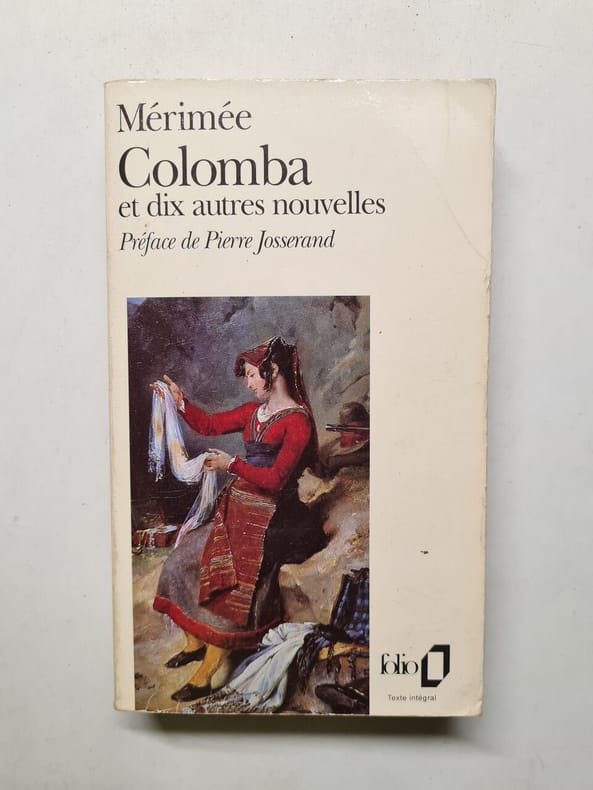 Mérimée
Colomba
et dix autres nouvelles
Préface de Pierre Josserand
folio
Texte intégral